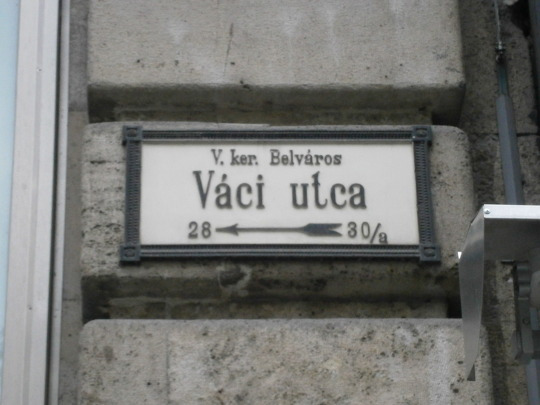 V. ker. Belváros
Váci utca
28 30/a